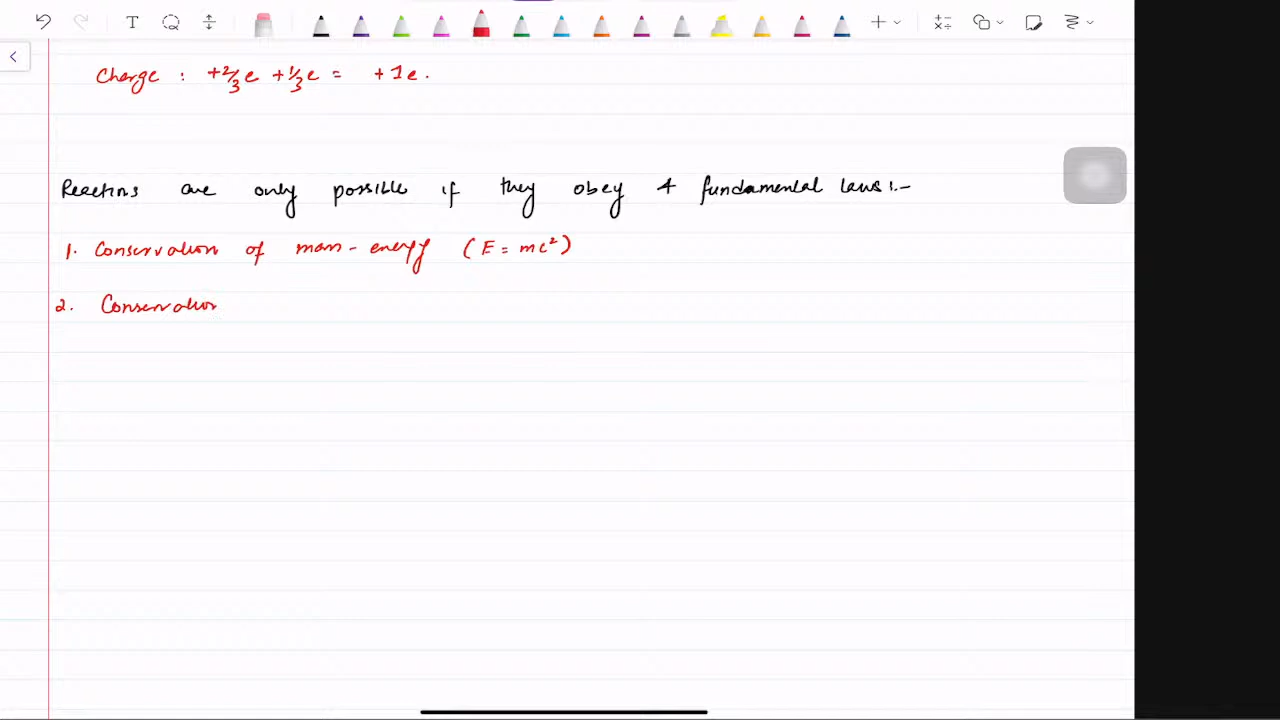 Charge : +2/3e +1/3e = +1e.
Reactions are only possible if they obey 4 fundamental laws:-
1. Conservation of mass-energy (E = mc²)
2. Conservation